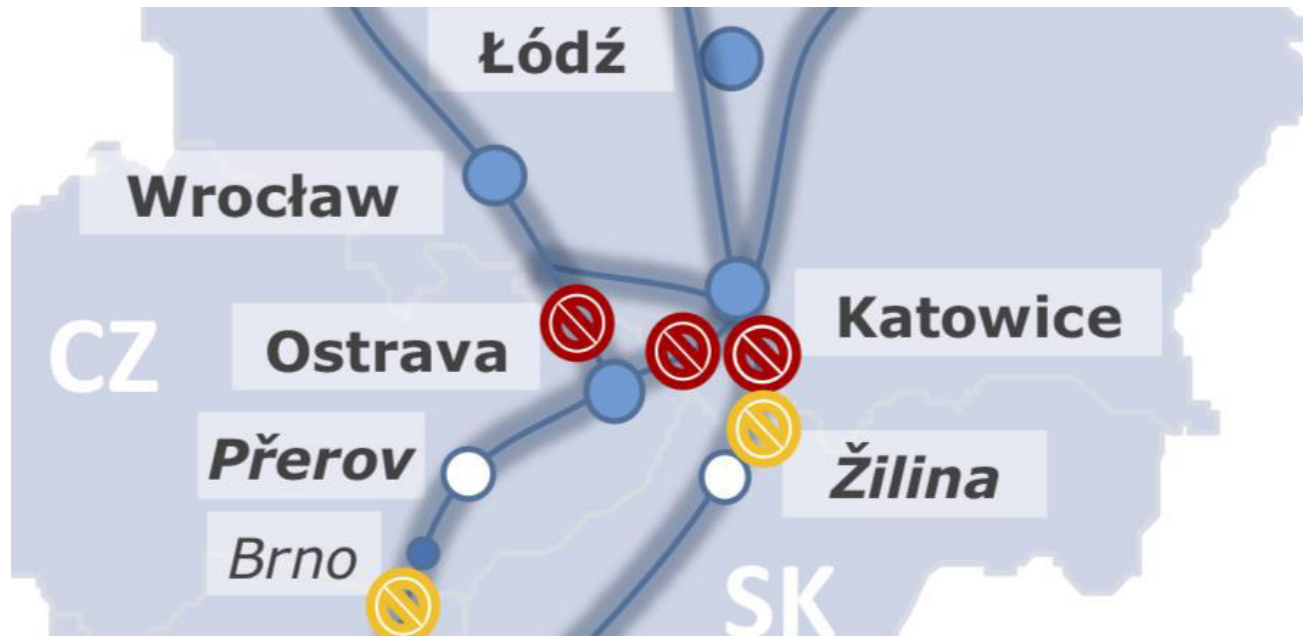 Łódź
Wrocław
Katowice
CZ
Ostrava
Přerov
Žilina
Brno
SK